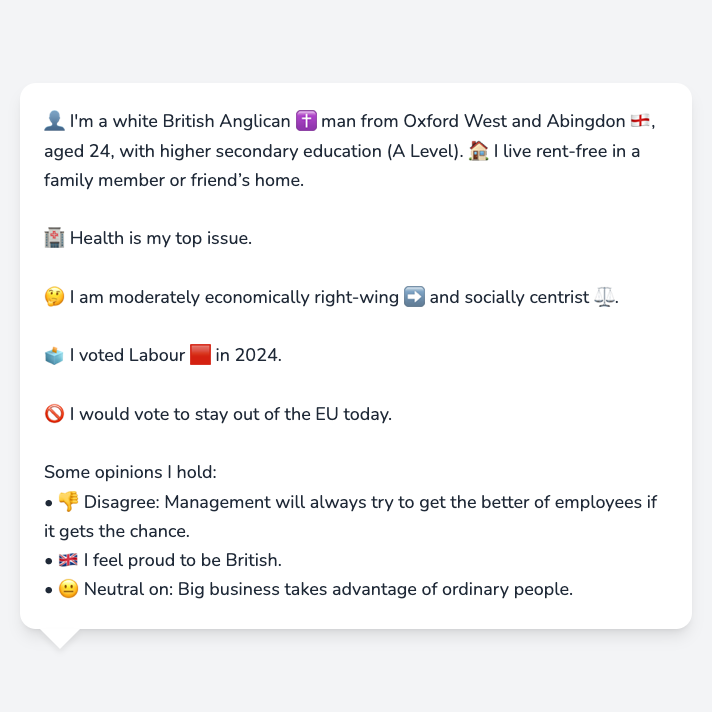 👤 I'm a white British Anglican ✝️ man from Oxford West and Abingdon 🏴󠁧󠁢󠁥󠁮󠁧󠁿,
aged 24, with higher secondary education (A Level). 🏠 I live rent-free in a
family member or friend’s home.
🏥 Health is my top issue.
🤔 I am moderately economically right-wing ➡️ and socially centrist ⚖️.
🗳️ I voted Labour 🟥 in 2024.
🚫 I would vote to stay out of the EU today.
Some opinions I hold:
• 👎 Disagree: Management will always try to get the better of employees if
it gets the chance.
• 🇬🇧 I feel proud to be British.
• 😐 Neutral on: Big business takes advantage of ordinary people.